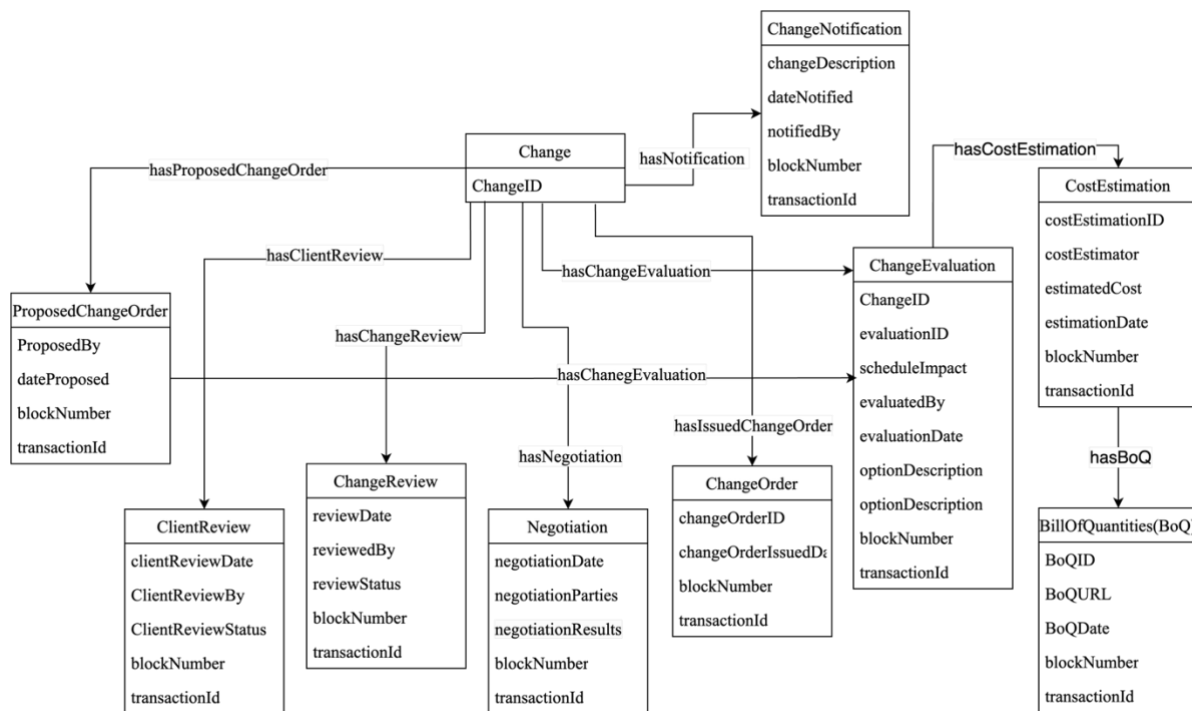 ChangeNotification
changeDescription
dateNotified
notifiedBy
blockNumber
transactionId
Change
ChangeID
hasNotification
hasProposedChangeOrder
hasCostEstimation
CostEstimation
costEstimationID
costEstimator
estimatedCost
estimationDate
blockNumber
transactionId
hasClientReview
hasChangeEvaluation
ChangeEvaluation
ChangeID
evaluationID
scheduleImpact
evaluatedBy
evaluationDate
optionDescription
optionDescription
blockNumber
transactionId
ProposedChangeOrder
ProposedBy
dateProposed
blockNumber
transactionId
hasChangeReview
hasChanegEvaluation
hasIssuedChangeOrder
hasNegotiation
hasBoQ
ChangeReview
reviewDate
reviewedBy
reviewStatus
blockNumber
transactionId
ChangeOrder
changeOrderID
changeOrderIssuedDa
blockNumber
transactionId
ClientReview
clientReviewDate
ClientReviewBy
ClientReviewStatus
blockNumber
transactionId
Negotiation
negotiationDate
negotiationParties
negotiationResults
blockNumber
transactionId
BillOfQuantities(BoQ)
BoQID
BoQURL
BoQDate
blockNumber
transactionId